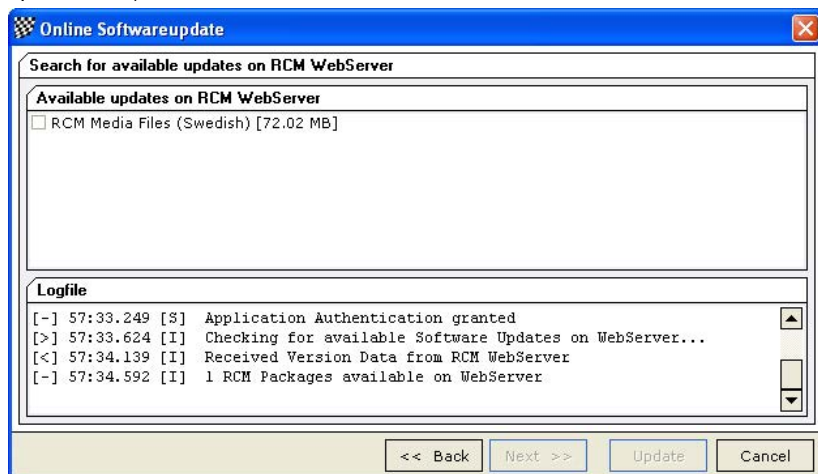 Online Softwareupdate
Search for available updates on RCM WebServer
Available updates on RCM WebServer
RCM Media Files (Swedish) [72.02 MB]
Logfile
[-] 57:33.249 [S] Application Authentication granted
[>] 57:33.624 [I] Checking for available Software Updates on WebServer...
[<] 57:34.139 [I] Received Version Data from RCM WebServer
[-] 57:34.592 [I] 1 RCM Packages available on WebServer
<< Back Next >> Update Cancel